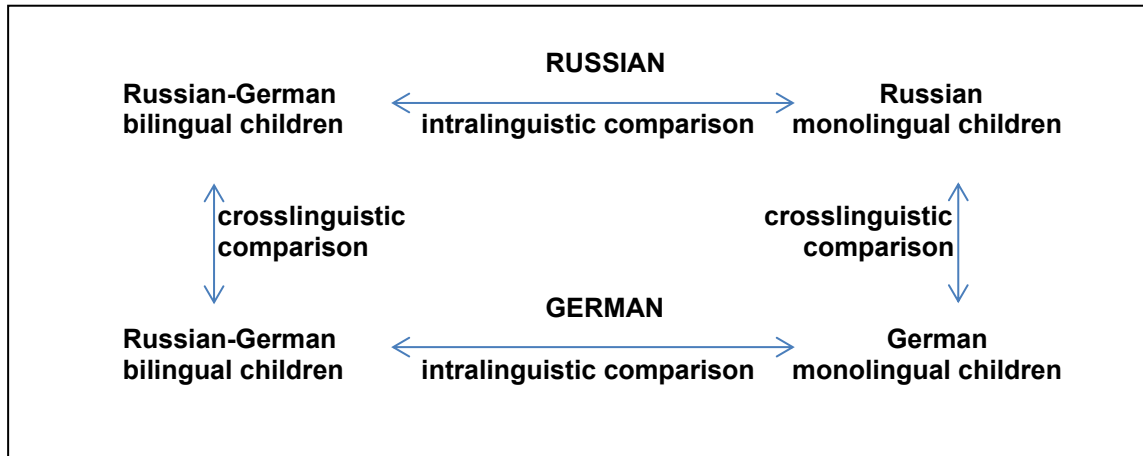 RUSSIAN
Russian-German
bilingual children
intralinguistic comparison
Russian
monolingual children
crosslinguistic
comparison
crosslinguistic
comparison
GERMAN
Russian-German
bilingual children
intralinguistic comparison
German
monolingual children